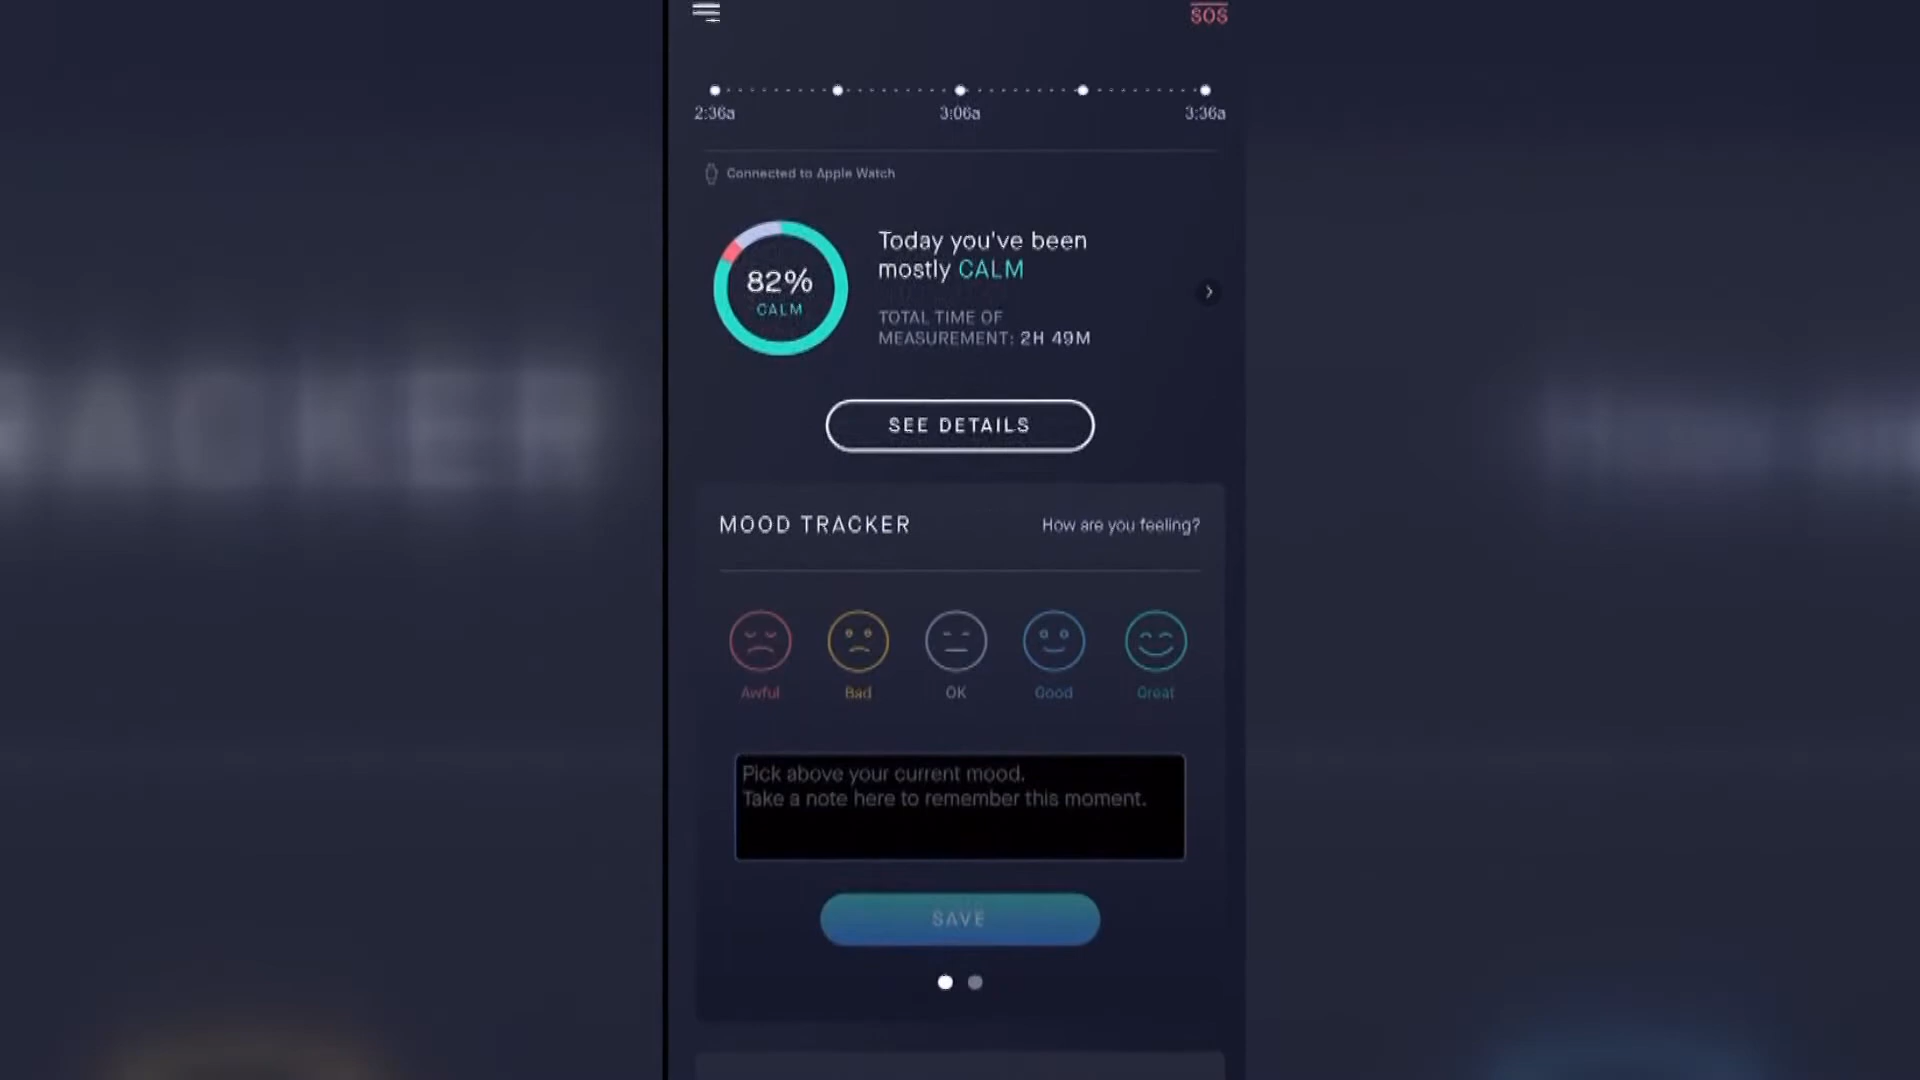 SOS
2:36a 3:06a 3:36a
Connected to Apple Watch
82%
CALM
Today you've been
mostly CALM
TOTAL TIME OF
MEASUREMENT: 2H 49M
SEE DETAILS
RACKER
MOOD TRACKER How are you feeling?
Awful Bad OK Good Great
Pick above your current mood.
Take a note here to remember this moment.
SAVE